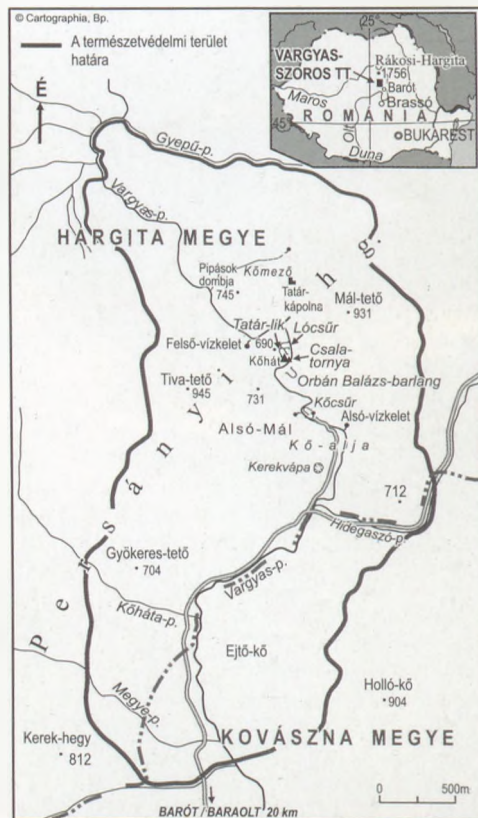 © Cartographia, Bp.
A természetvédelmi terület
határa
É
25°
VARGYAS-
SZOROS TT.
Rákosi-Hargita
1756
Barót
Brassó
Maros
45°
ROMÁNIA
Olt
BUKAREST
Duna
Gyepű-p.
Vargyas-p.
HARGITA MEGYE
Persányi-hg.
Pipások
dombja
745
Kőmező
Tatár-
kápolna
Mál-tető
931
Tatár-lik
Lócsűr
Felső-vízkelet
690
Kőhát
Csala-
tornya
Tiva-tető
945
731
Orbán Balázs-barlang
Kőcsűr
Alsó-vízkelet
Alsó-Mál
Kő-alja
Kerekvápa
712
Hidegaszó-p.
Gyökeres-tető
704
Vargyas-p.
Kőháta-p.
Ejtő-kő
Megye-p.
Holló-kő
904
Kerek-hegy
812
KOVÁSZNA MEGYE
0 500m
BARÓT / BARAOLT 20 km